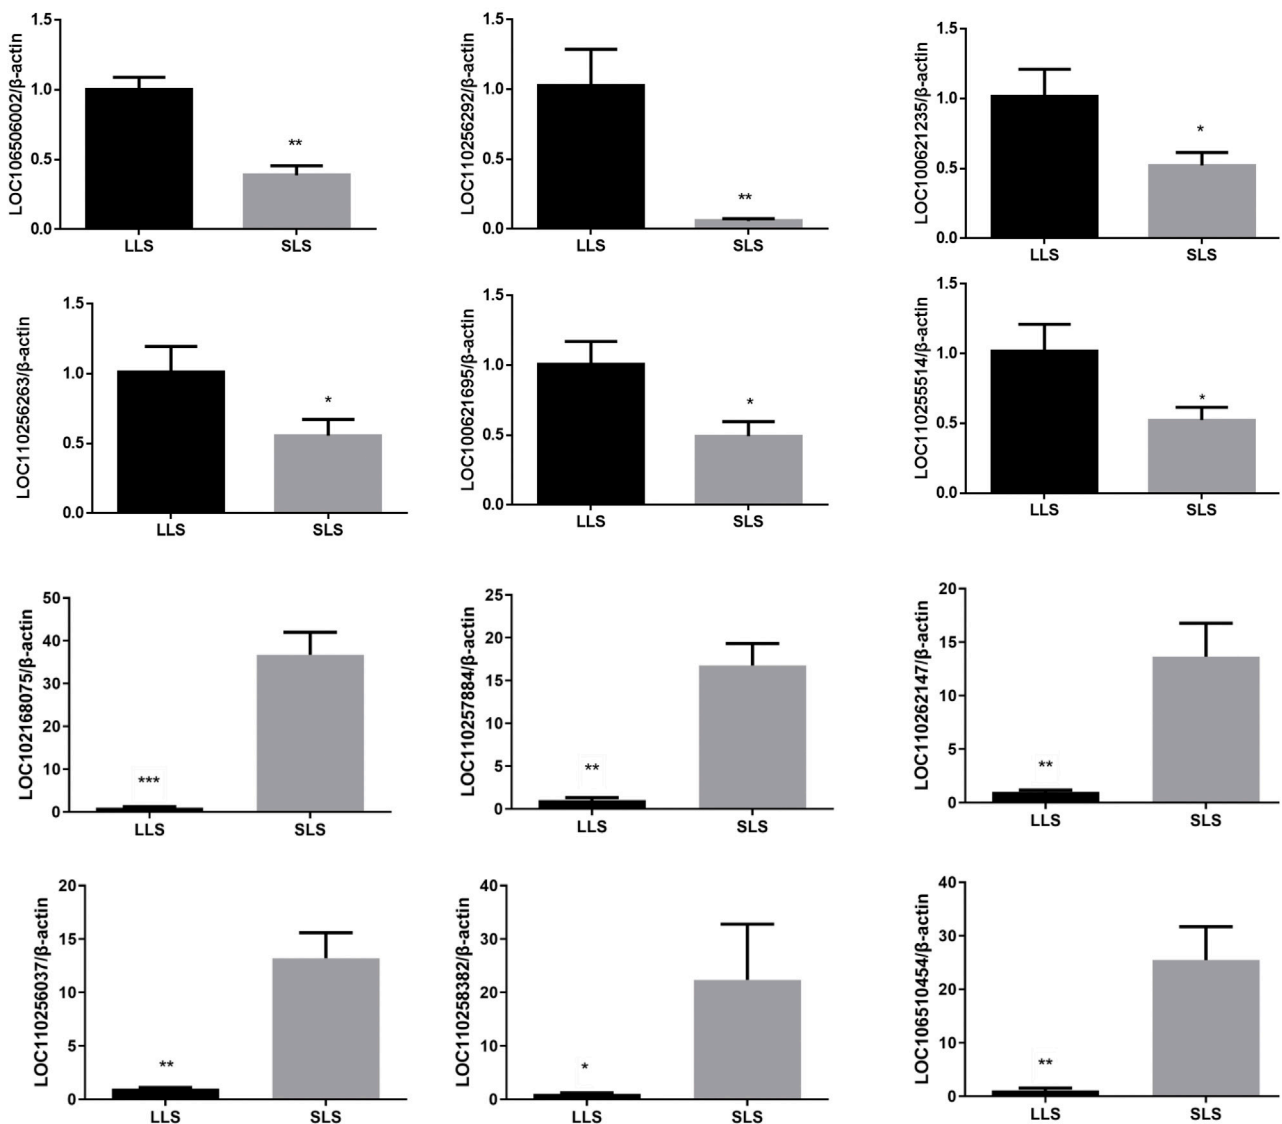 LOC106506002/β-actin
1.5
1.0
0.5
0.0
**
LLS
SLS
LOC110256292/β-actin
1.5
1.0
0.5
0.0
**
LLS
SLS
LOC100621235/β-actin
1.5
1.0
0.5
0.0
*
LLS
SLS
LOC110256263/β-actin
1.5
1.0
0.5
0.0
*
LLS
SLS
LOC100621695/β-actin
1.5
1.0
0.5
0.0
*
LLS
SLS
LOC110255514/β-actin
1.5
1.0
0.5
0.0
*
LLS
SLS
LOC102168075/β-actin
50
40
30
20
10
0
***
LLS
SLS
LOC110257884/β-actin
25
20
15
10
5
0
**
LLS
SLS
LOC110262147/β-actin
20
15
10
5
0
**
LLS
SLS
LOC110256037/β-actin
20
15
10
5
0
**
LLS
SLS
LOC110258382/β-actin
40
30
20
10
0
*
LLS
SLS
LOC106510454/β-actin
40
30
20
10
0
**
LLS
SLS